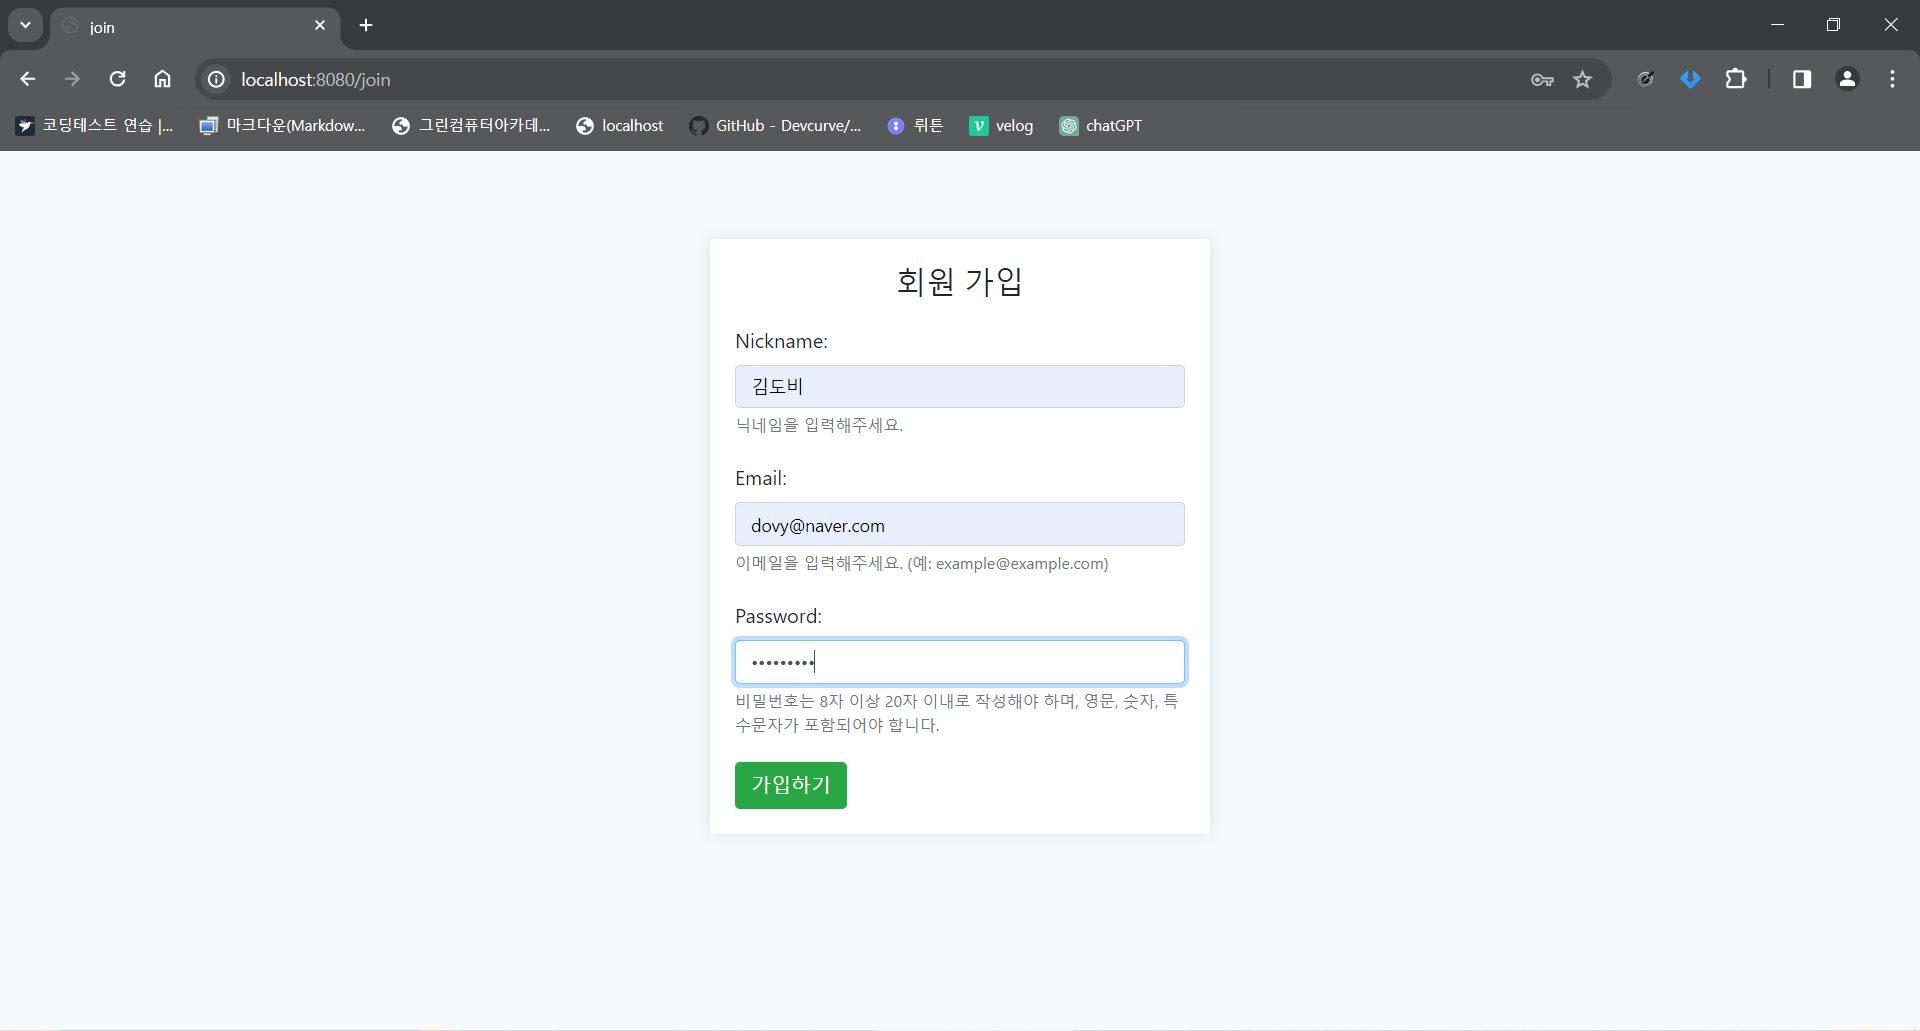 join
localhost:8080/join
코딩테스트 연습 |... 마크다운(Markdow... 그린컴퓨터아카데... localhost GitHub - Devcurve/... 뤼튼 velog chatGPT
회원 가입
Nickname:
김도비
닉네임을 입력해주세요.
Email:
dovy@naver.com
이메일을 입력해주세요. (예: example@example.com)
Password:
•••••••••
비밀번호는 8자 이상 20자 이내로 작성해야 하며, 영문, 숫자, 특
수문자가 포함되어야 합니다.
가입하기